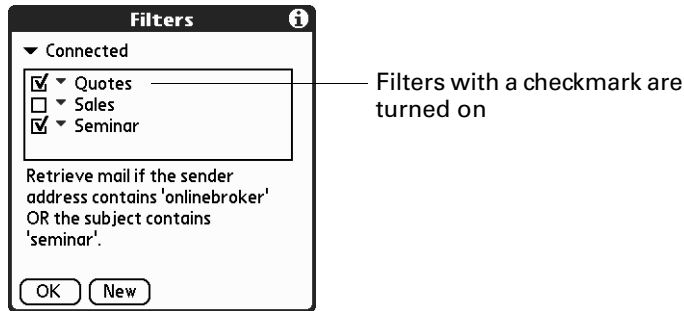 Filters
Connected
Quotes
Sales
Seminar
Filters with a checkmark are
turned on
Retrieve mail if the sender
address contains 'onlinebroker'
OR the subject contains
'seminar'.
OK New